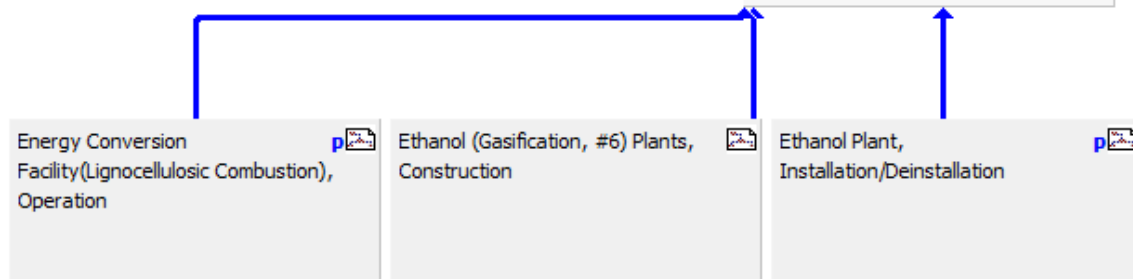 Energy Conversion
Facility(Lignocellulosic Combustion),
Operation
p
Ethanol (Gasification, #6) Plants,
Construction
Ethanol Plant,
Installation/Deinstallation
p